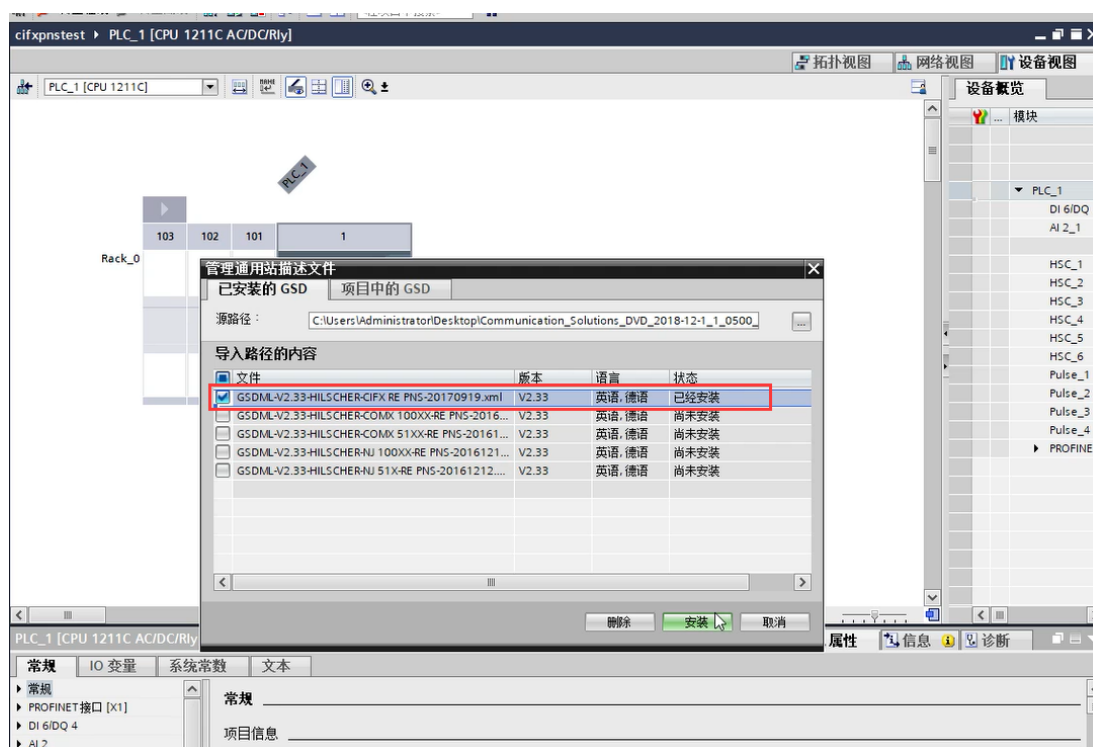 cifxpnstest ▸ PLC_1 [CPU 1211C AC/DC/Rly]
拓扑视图 网络视图 设备视图
PLC_1 [CPU 1211C]
设备概览
... 模块
PLC_1
103 102 101 1
Rack_0
PLC_1
DI 6/DQ
AI 2_1
HSC_1
HSC_2
HSC_3
HSC_4
HSC_5
HSC_6
Pulse_1
Pulse_2
Pulse_3
Pulse_4
PROFINE
管理通用站描述文件
已安装的 GSD 项目中的 GSD
源路径： C:\Users\Administrator\Desktop\Communication_Solutions_DVD_2018-12-1_1_0500_ ...
导入路径的内容
文件 版本 语言 状态
GSDML-V2.33-HILSCHER-CIFX RE PNS-20170919.xml V2.33 英语, 德语 已经安装
GSDML-V2.33-HILSCHER-COMX 100XX-RE PNS-2016... V2.33 英语, 德语 尚未安装
GSDML-V2.33-HILSCHER-COMX 51XX-RE PNS-20161... V2.33 英语, 德语 尚未安装
GSDML-V2.33-HILSCHER-NJ 100XX-RE PNS-2016121... V2.33 英语, 德语 尚未安装
GSDML-V2.33-HILSCHER-NJ 51X-RE PNS-20161212.... V2.33 英语, 德语 尚未安装
删除 安装 取消
PLC_1 [CPU 1211C AC/DC/Rly
属性 信息 诊断
常规 IO 变量 系统常数 文本
常规
PROFINET接口 [X1]
DI 6/DQ 4
AI 2
常规
项目信息